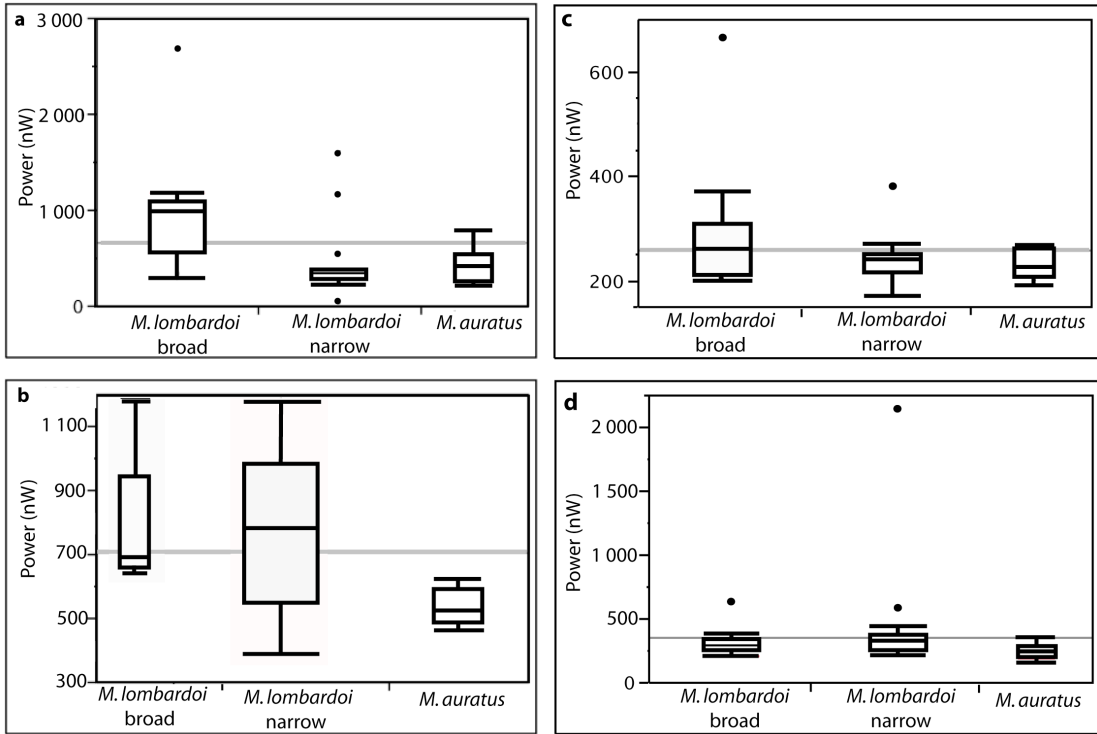 a
3 000
2 000
1 000
0
Power (nW)
M. lombardoi
broad
M. lombardoi
narrow
M. auratus
c
600
400
200
Power (nW)
M. lombardoi
broad
M. lombardoi
narrow
M. auratus
b
1 100
900
700
500
300
Power (nW)
M. lombardoi
broad
M. lombardoi
narrow
M. auratus
d
2 000
1 500
1 000
500
0
Power (nW)
M. lombardoi
broad
M. lombardoi
narrow
M. auratus